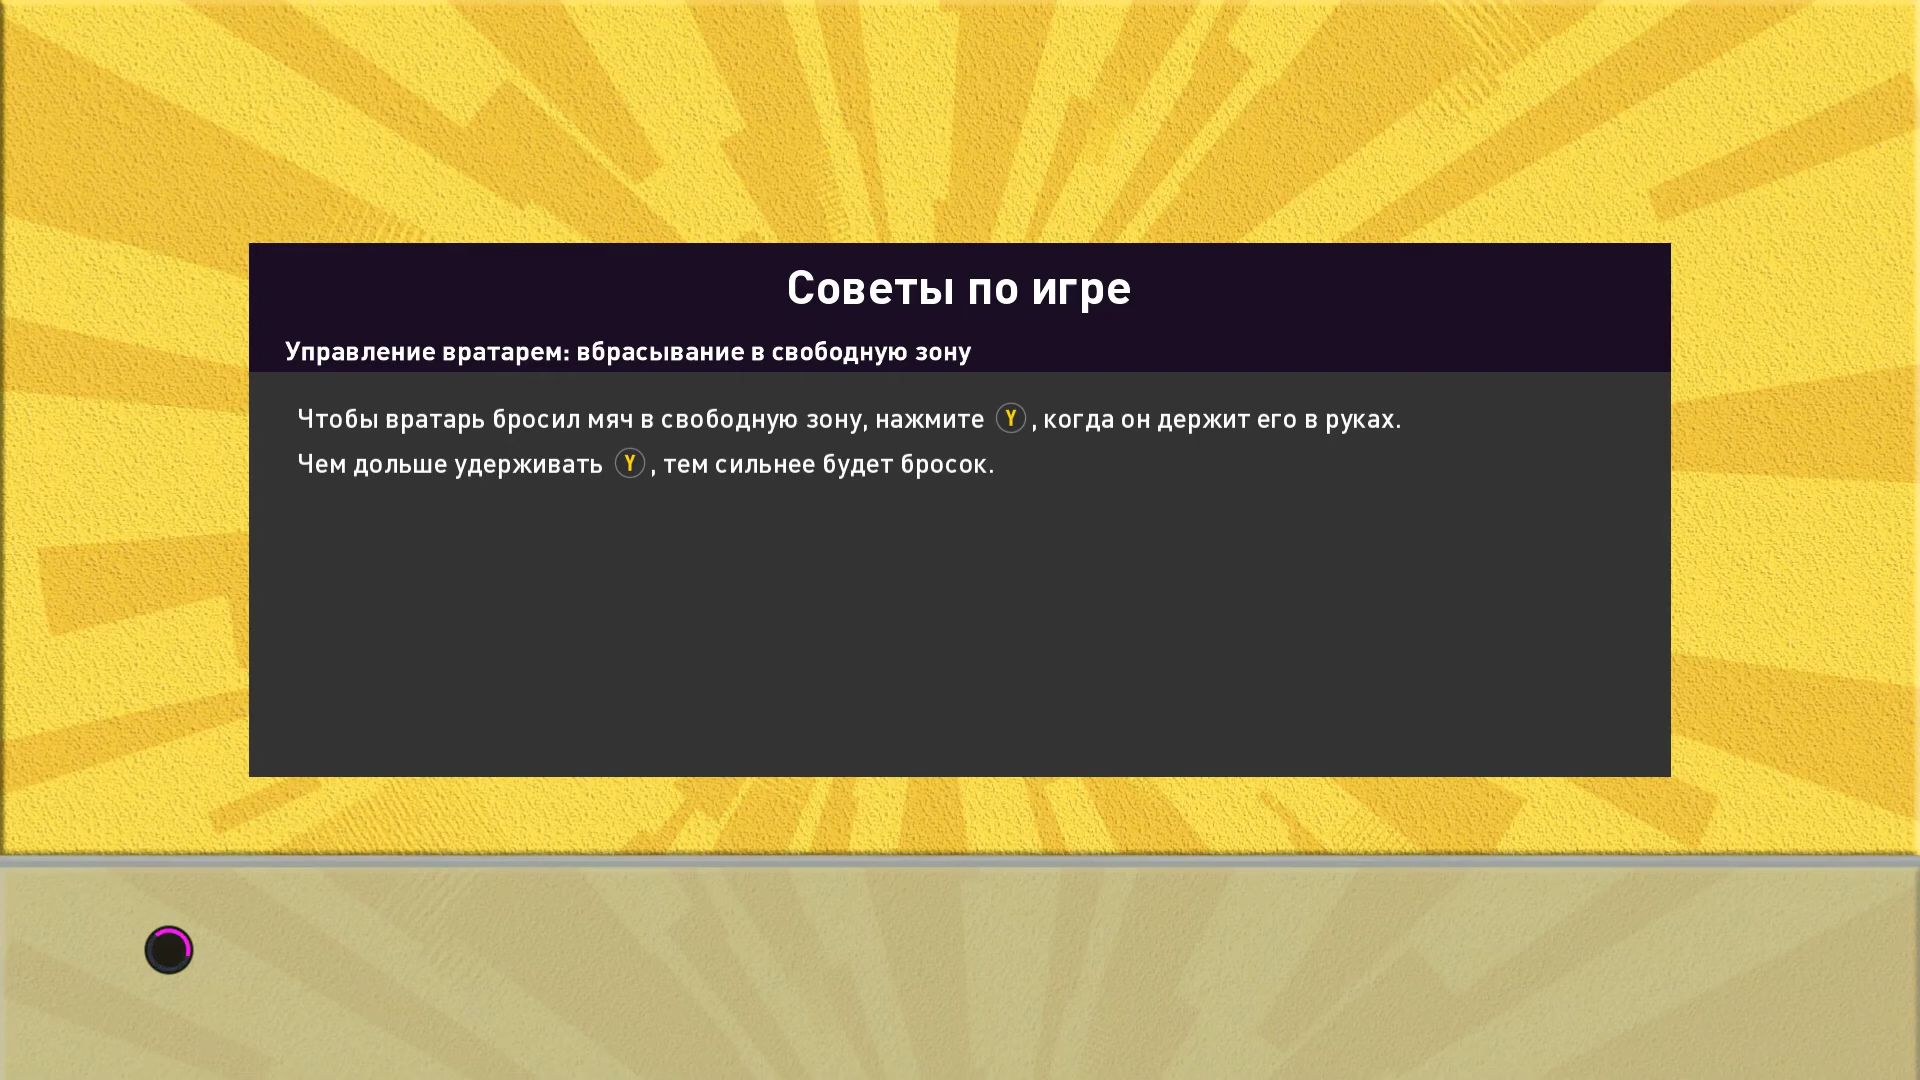 Советы по игре
Управление вратарем: вбрасывание в свободную зону
Чтобы вратарь бросил мяч в свободную зону, нажмите Y, когда он держит его в руках.
Чем дольше удерживать Y, тем сильнее будет бросок.